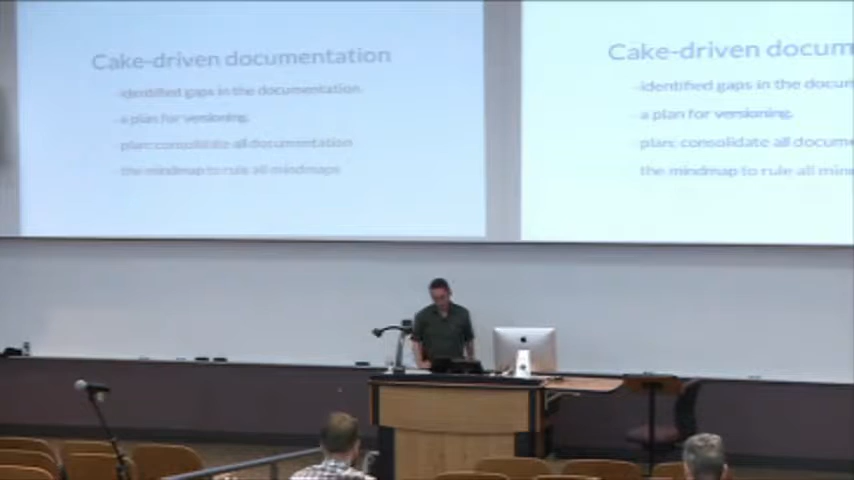 Cake-driven documentation
- identified gaps in the documentation.
- a plan for versioning.
- plan: consolidate all documentation
- the mindmap to rule all mindmaps
Cake-driven docum
- identified gaps in the docum
- a plan for versioning.
- plan: consolidate all docume
- the mindmap to rule all min